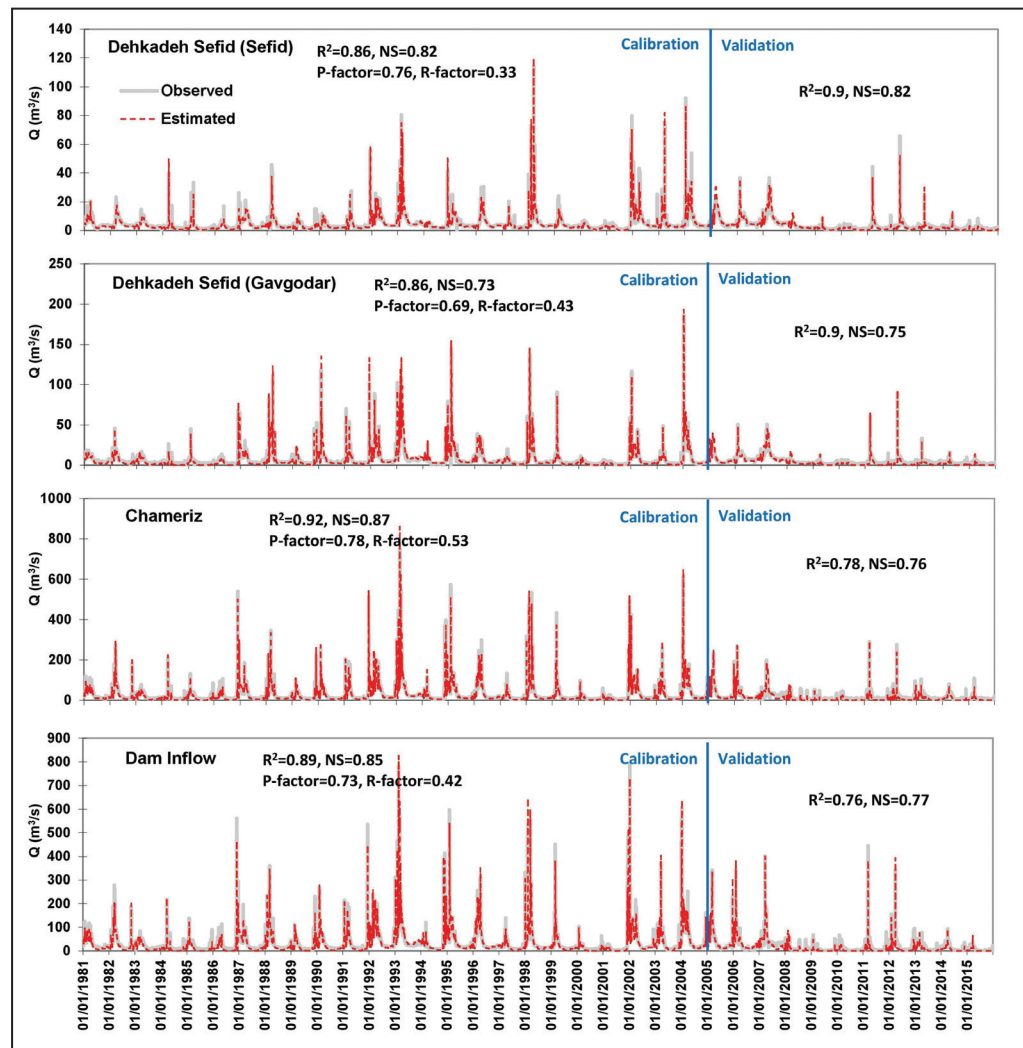 Dehkadeh Sefid (Sefid)
R²=0.86, NS=0.82
P-factor=0.76, R-factor=0.33
Calibration
Validation
R²=0.9, NS=0.82
Observed
Estimated
Q (m³/s)
140
120
100
80
60
40
20
0
Dehkadeh Sefid (Gavgodar)
R²=0.86, NS=0.73
P-factor=0.69, R-factor=0.43
Calibration
Validation
R²=0.9, NS=0.75
Q (m³/s)
250
200
150
100
50
0
Chameriz
R²=0.92, NS=0.87
P-factor=0.78, R-factor=0.53
Calibration
Validation
R²=0.78, NS=0.76
Q (m³/s)
1000
800
600
400
200
0
Dam Inflow
R²=0.89, NS=0.85
P-factor=0.73, R-factor=0.42
Calibration
Validation
R²=0.76, NS=0.77
Q (m³/s)
900
800
700
600
500
400
300
200
100
0
01/01/1981
01/01/1982
01/01/1983
01/01/1984
01/01/1985
01/01/1986
01/01/1987
01/01/1988
01/01/1989
01/01/1990
01/01/1991
01/01/1992
01/01/1993
01/01/1994
01/01/1995
01/01/1996
01/01/1997
01/01/1998
01/01/1999
01/01/2000
01/01/2001
01/01/2002
01/01/2003
01/01/2004
01/01/2005
01/01/2006
01/01/2007
01/01/2008
01/01/2009
01/01/2010
01/01/2011
01/01/2012
01/01/2013
01/01/2014
01/01/2015